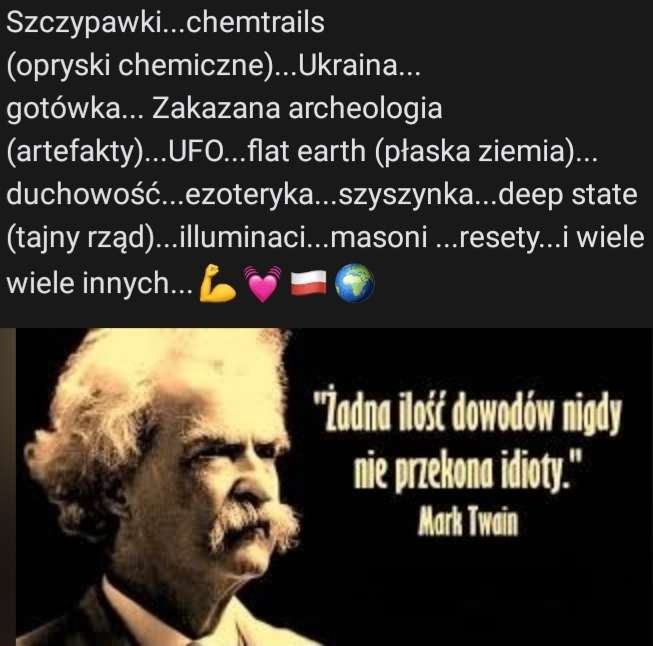 Szczypawki...chemtrails
(opryski chemiczne)...Ukraina...
gotówka... Zakazana archeologia
(artefakty)...UFO...flat earth (płaska ziemia)...
duchowość...ezoteryka...szyszynka...deep state
(tajny rząd)...illuminaci...masoni ...resety...i wiele
wiele innych...💪💓🇵🇱🌍
"Żadna ilość dowodów nigdy
nie przekona idioty."
Mark Twain